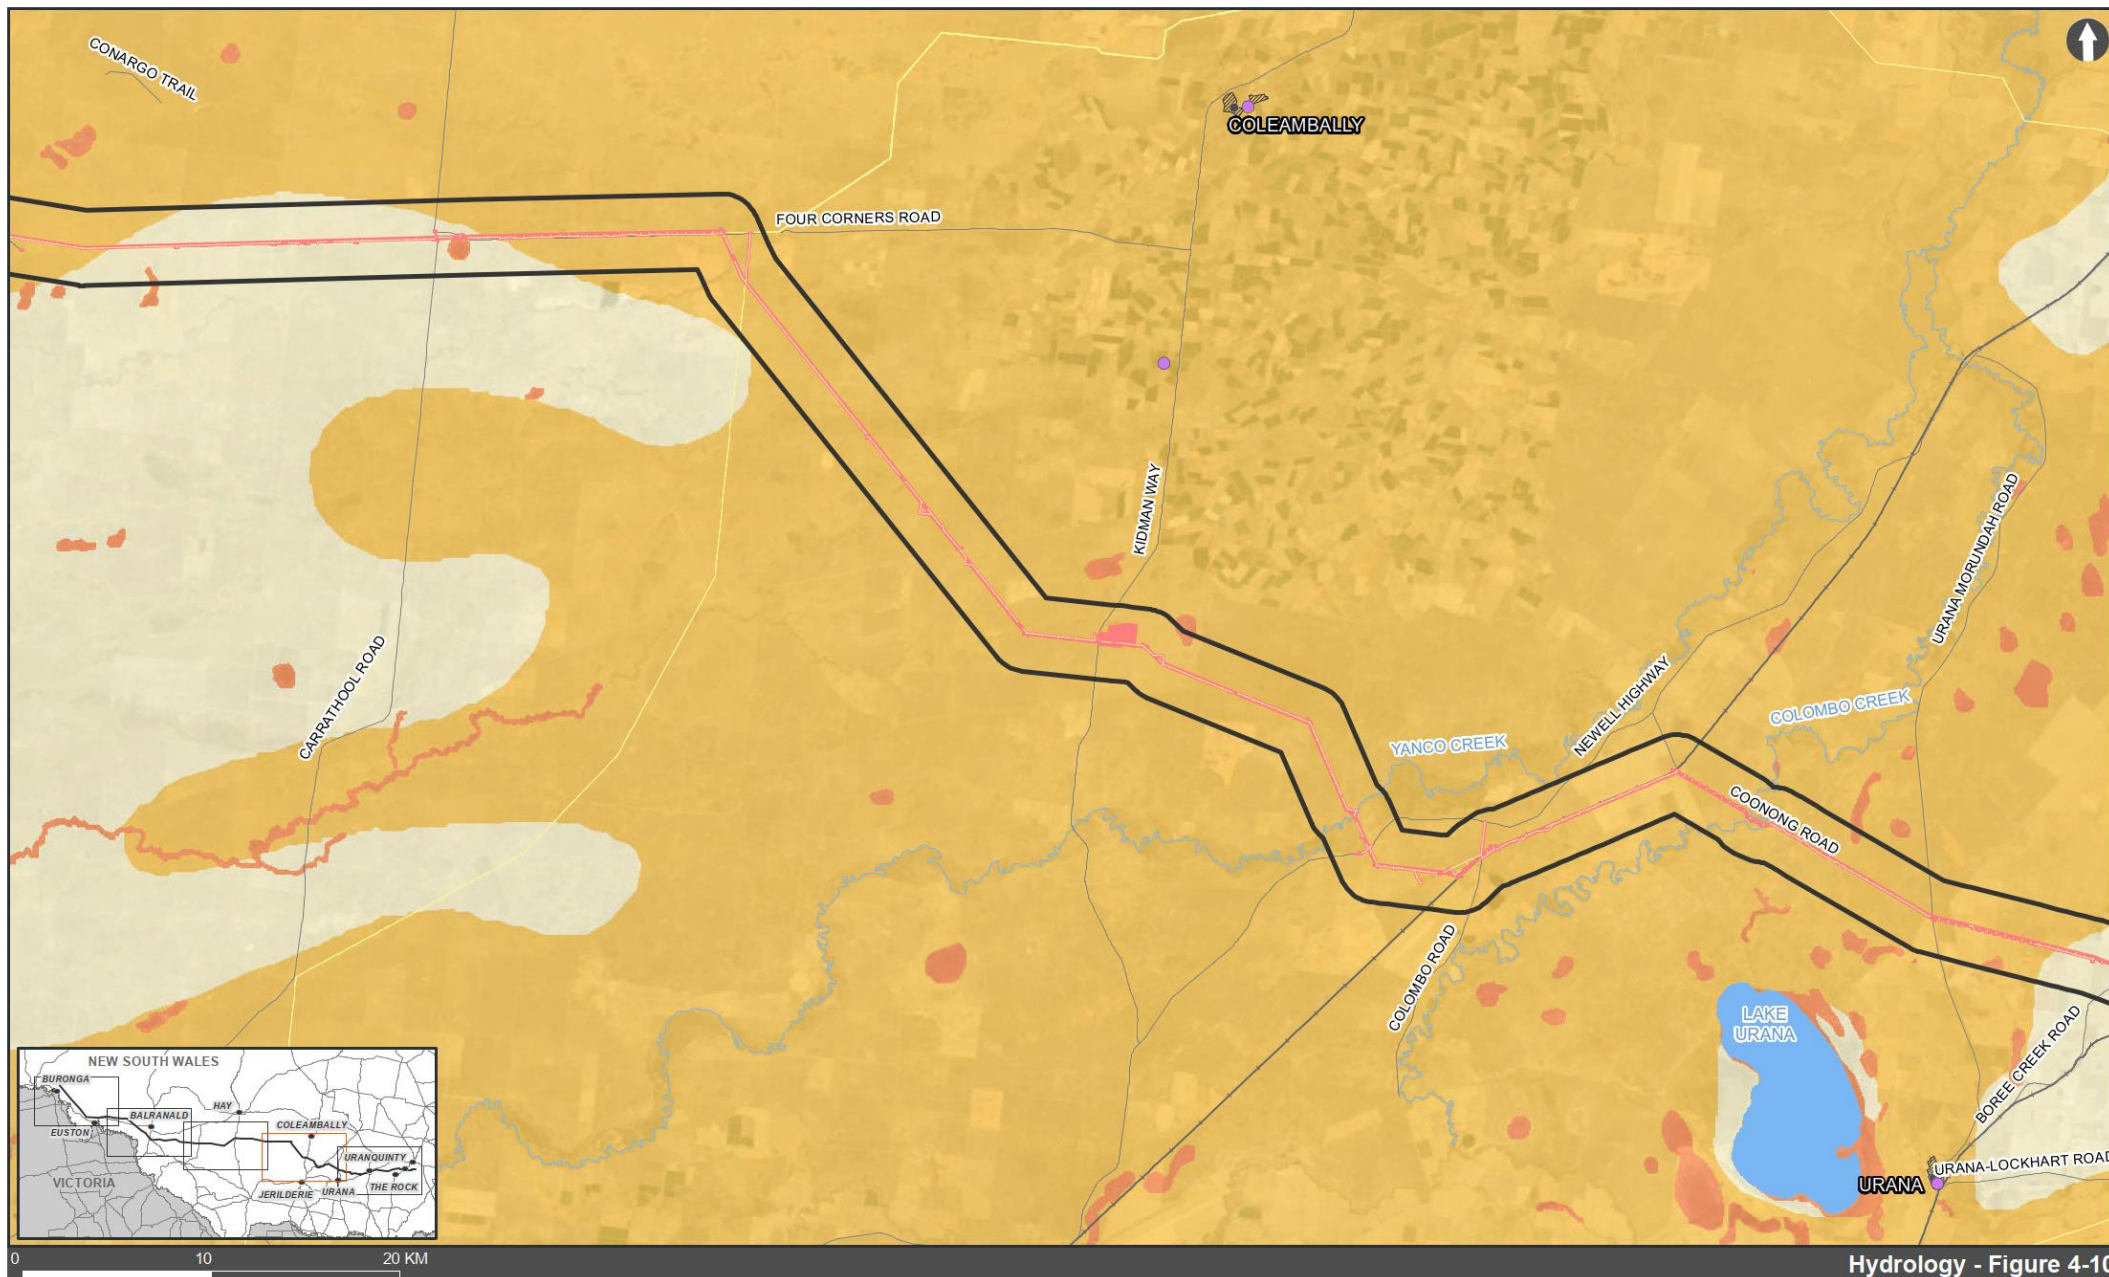 CONARGO TRAIL
COLEAMBALLY
FOUR CORNERS ROAD
KIDMAN WAY
URANA MORUNDAH ROAD
CARRATHOOL ROAD
NEWELL HIGHWAY
COLOMBO CREEK
YANCO CREEK
COONONG ROAD
COLOMBO ROAD
LAKE
URANA
BOREE CREEK ROAD
URANA-LOCKHART ROAD
URANA
NEW SOUTH WALES
BURONGA
HAY
BALRANALD
COLEAMBALLY
EUSTON
URANQUINTY
VICTORIA
THE ROCK
JERILDERIE
URANA
0 10 20 KM
Hydrology - Figure 4-10